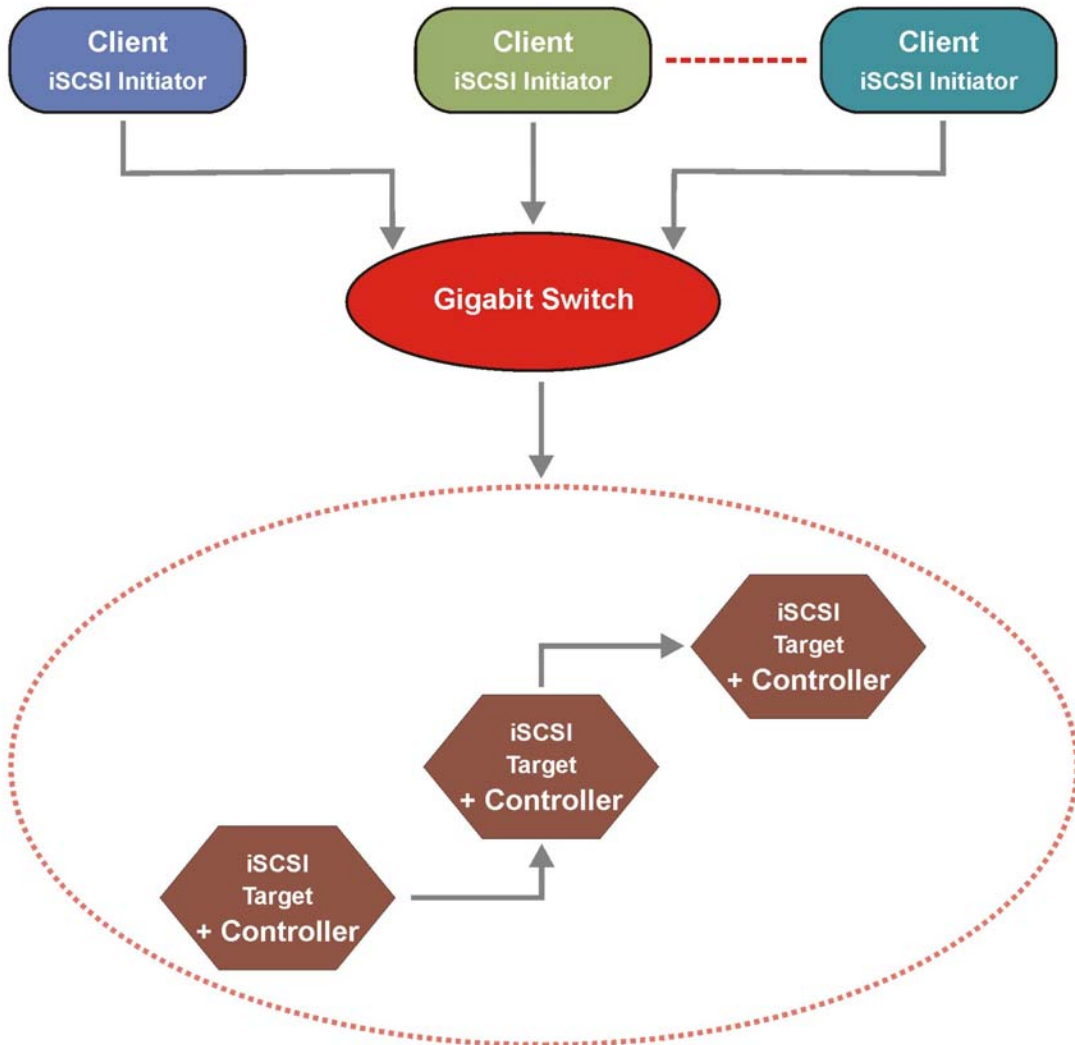 Client
iSCSI Initiator
Client
iSCSI Initiator
Client
iSCSI Initiator
Gigabit Switch
iSCSI
Target
+ Controller
iSCSI
Target
+ Controller
iSCSI
Target
+ Controller